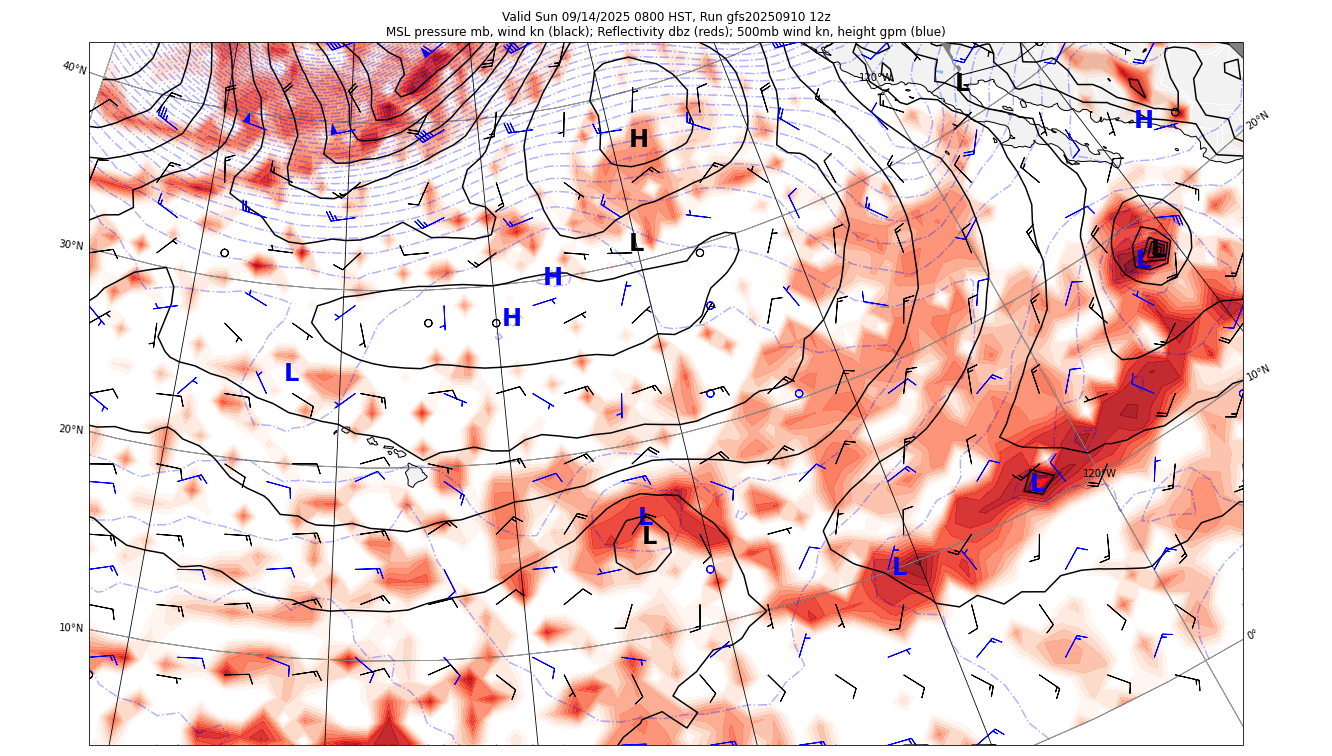 Valid Sun 09/14/2025 0800 HST, Run gfs20250910 12z
MSL pressure mb, wind kn (black); Reflectivity dbz (reds); 500mb wind kn, height gpm (blue)
40°N
120°W
L
H
20°N
H
30°N
L
L
L
H
H
L
10°N
20°N
120°W
L
L
L
L
10°N
0°